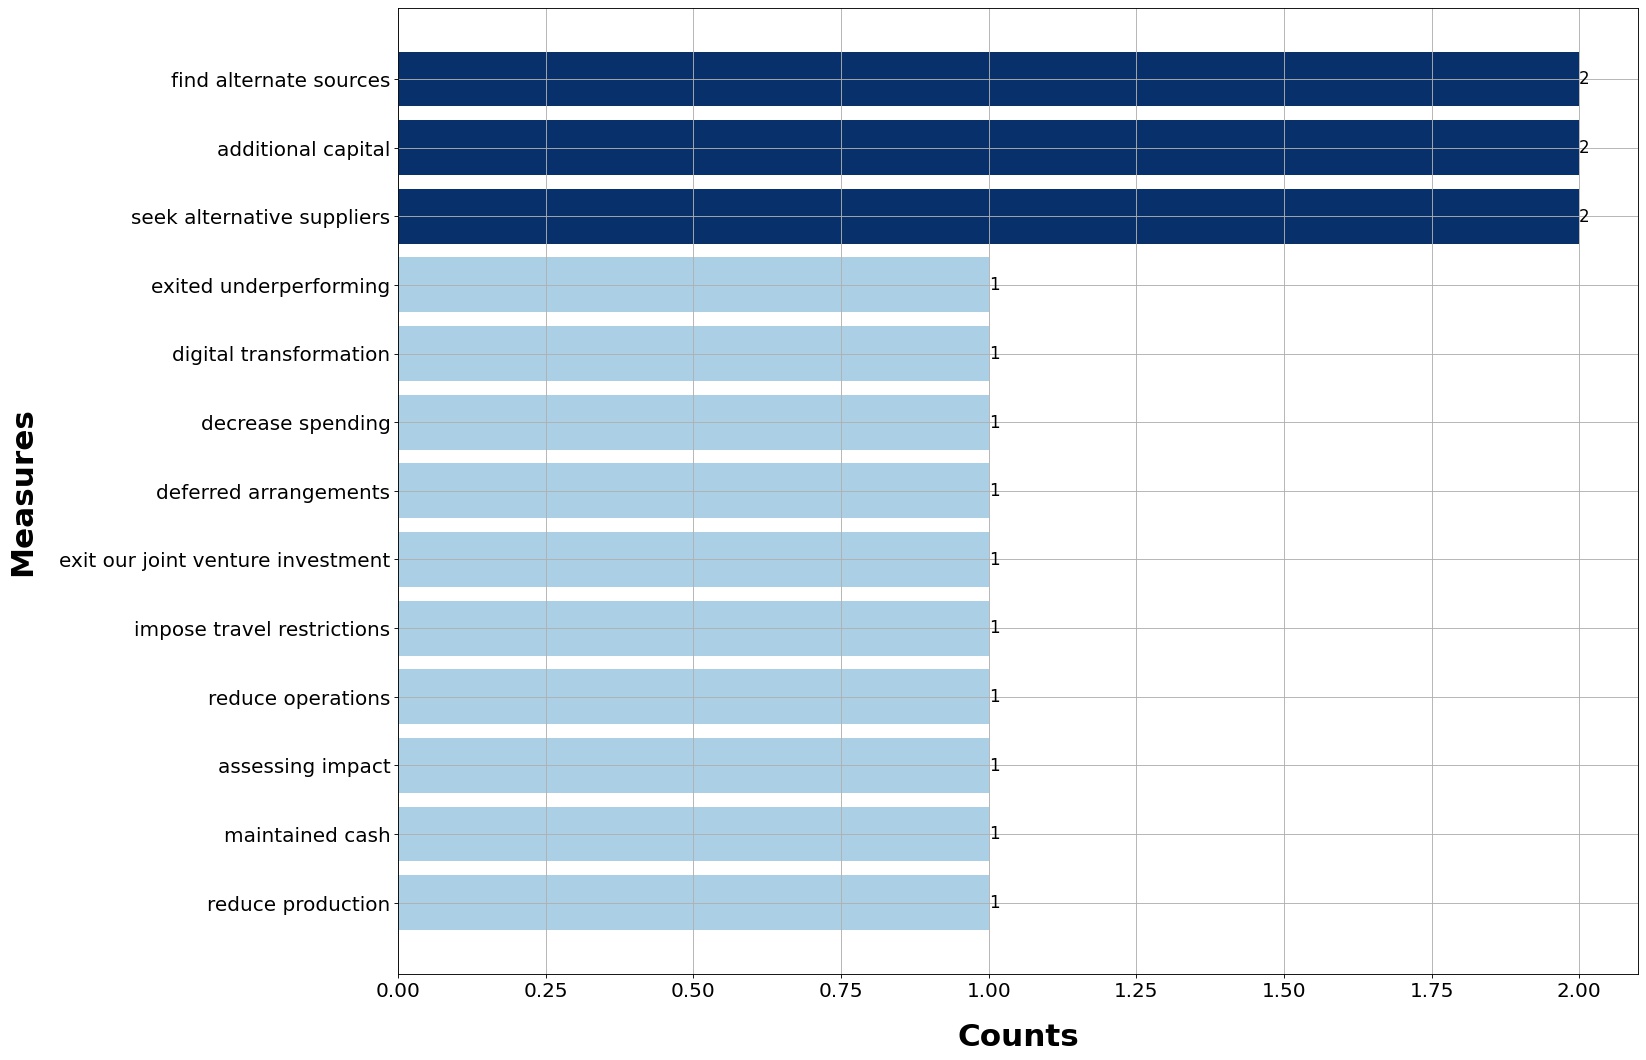 find alternate sources
2
additional capital
2
seek alternative suppliers
2
exited underperforming
1
digital transformation
1
decrease spending
1
deferred arrangements
1
exit our joint venture investment
1
impose travel restrictions
1
reduce operations
1
assessing impact
1
maintained cash
1
reduce production
1
Measures
0.00 0.25 0.50 0.75 1.00 1.25 1.50 1.75 2.00
Counts